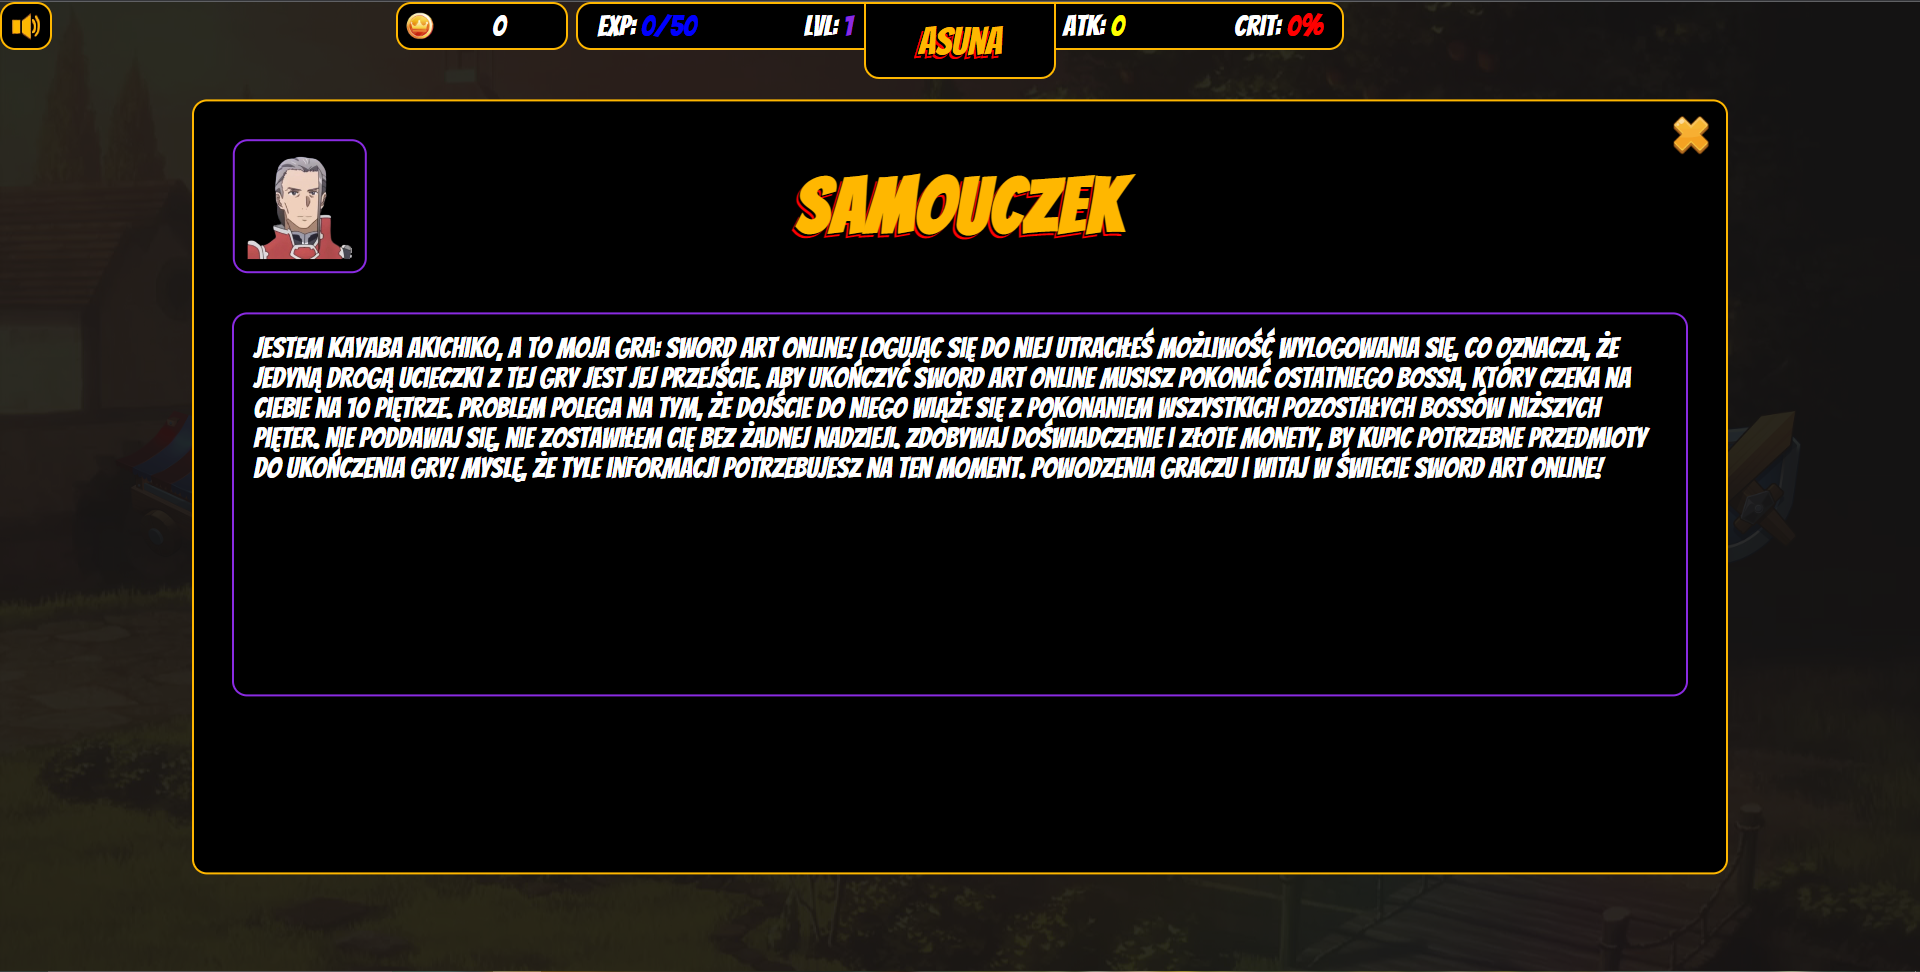 0
EXP: 0/50 LVL: 1 ASUNA ATK: 0 CRIT: 0%
SAMOUCZEK
JESTEM KAYABA AKICHIKO, A TO MOJA GRA: SWORD ART ONLINE! LOGUJĄC SIĘ DO NIEJ UTRACIŁEŚ MOŻLIWOŚĆ WYLOGOWANIA SIĘ, CO OZNACZA, ŻE
JEDYNĄ DROGĄ UCIECZKI Z TEJ GRY JEST JEJ PRZEJŚCIE. ABY UKOŃCZYĆ SWORD ART ONLINE MUSISZ POKONAĆ OSTATNIEGO BOSSA, KTÓRY CZEKA NA
CIEBIE NA 10 PIĘTRZE. PROBLEM POLEGA NA TYM, ŻE DOJŚCIE DO NIEGO WIĄŻE SIĘ Z POKONANIEM WSZYSTKICH POZOSTAŁYCH BOSSÓW NIŻSZYCH
PIĘTER. NIE PODDAWAJ SIĘ, NIE ZOSTAWIŁEM CIĘ BEZ ŻADNEJ NADZIEJI. ZDOBYWAJ DOŚWIADCZENIE I ZŁOTE MONETY, BY KUPIC POTRZEBNE PRZEDMIOTY
DO UKOŃCZENIA GRY! MYSLĘ, ŻE TYLE INFORMACJI POTRZEBUJESZ NA TEN MOMENT. POWODZENIA GRACZU I WITAJ W ŚWIECIE SWORD ART ONLINE!